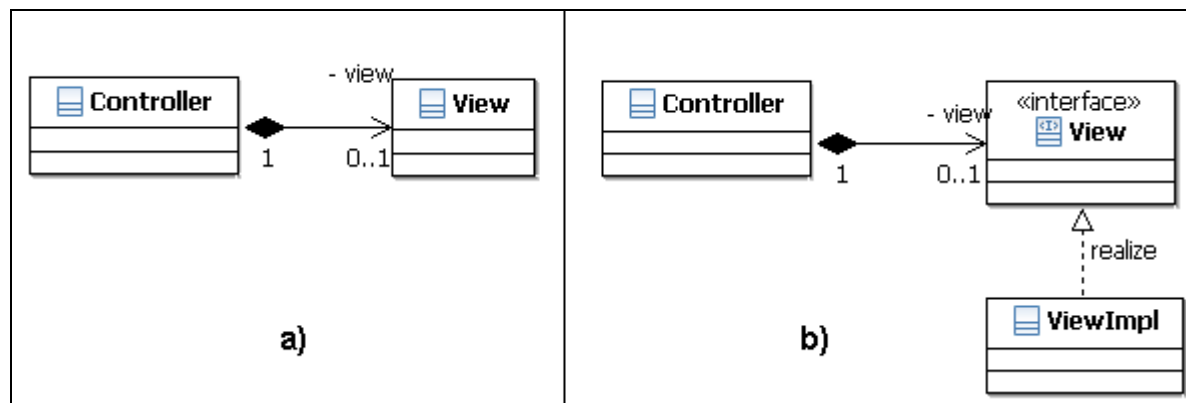 - view
Controller
View
1
0..1
a)
«interface»
Controller
- view
View
1
0..1
realize
ViewImpl
b)